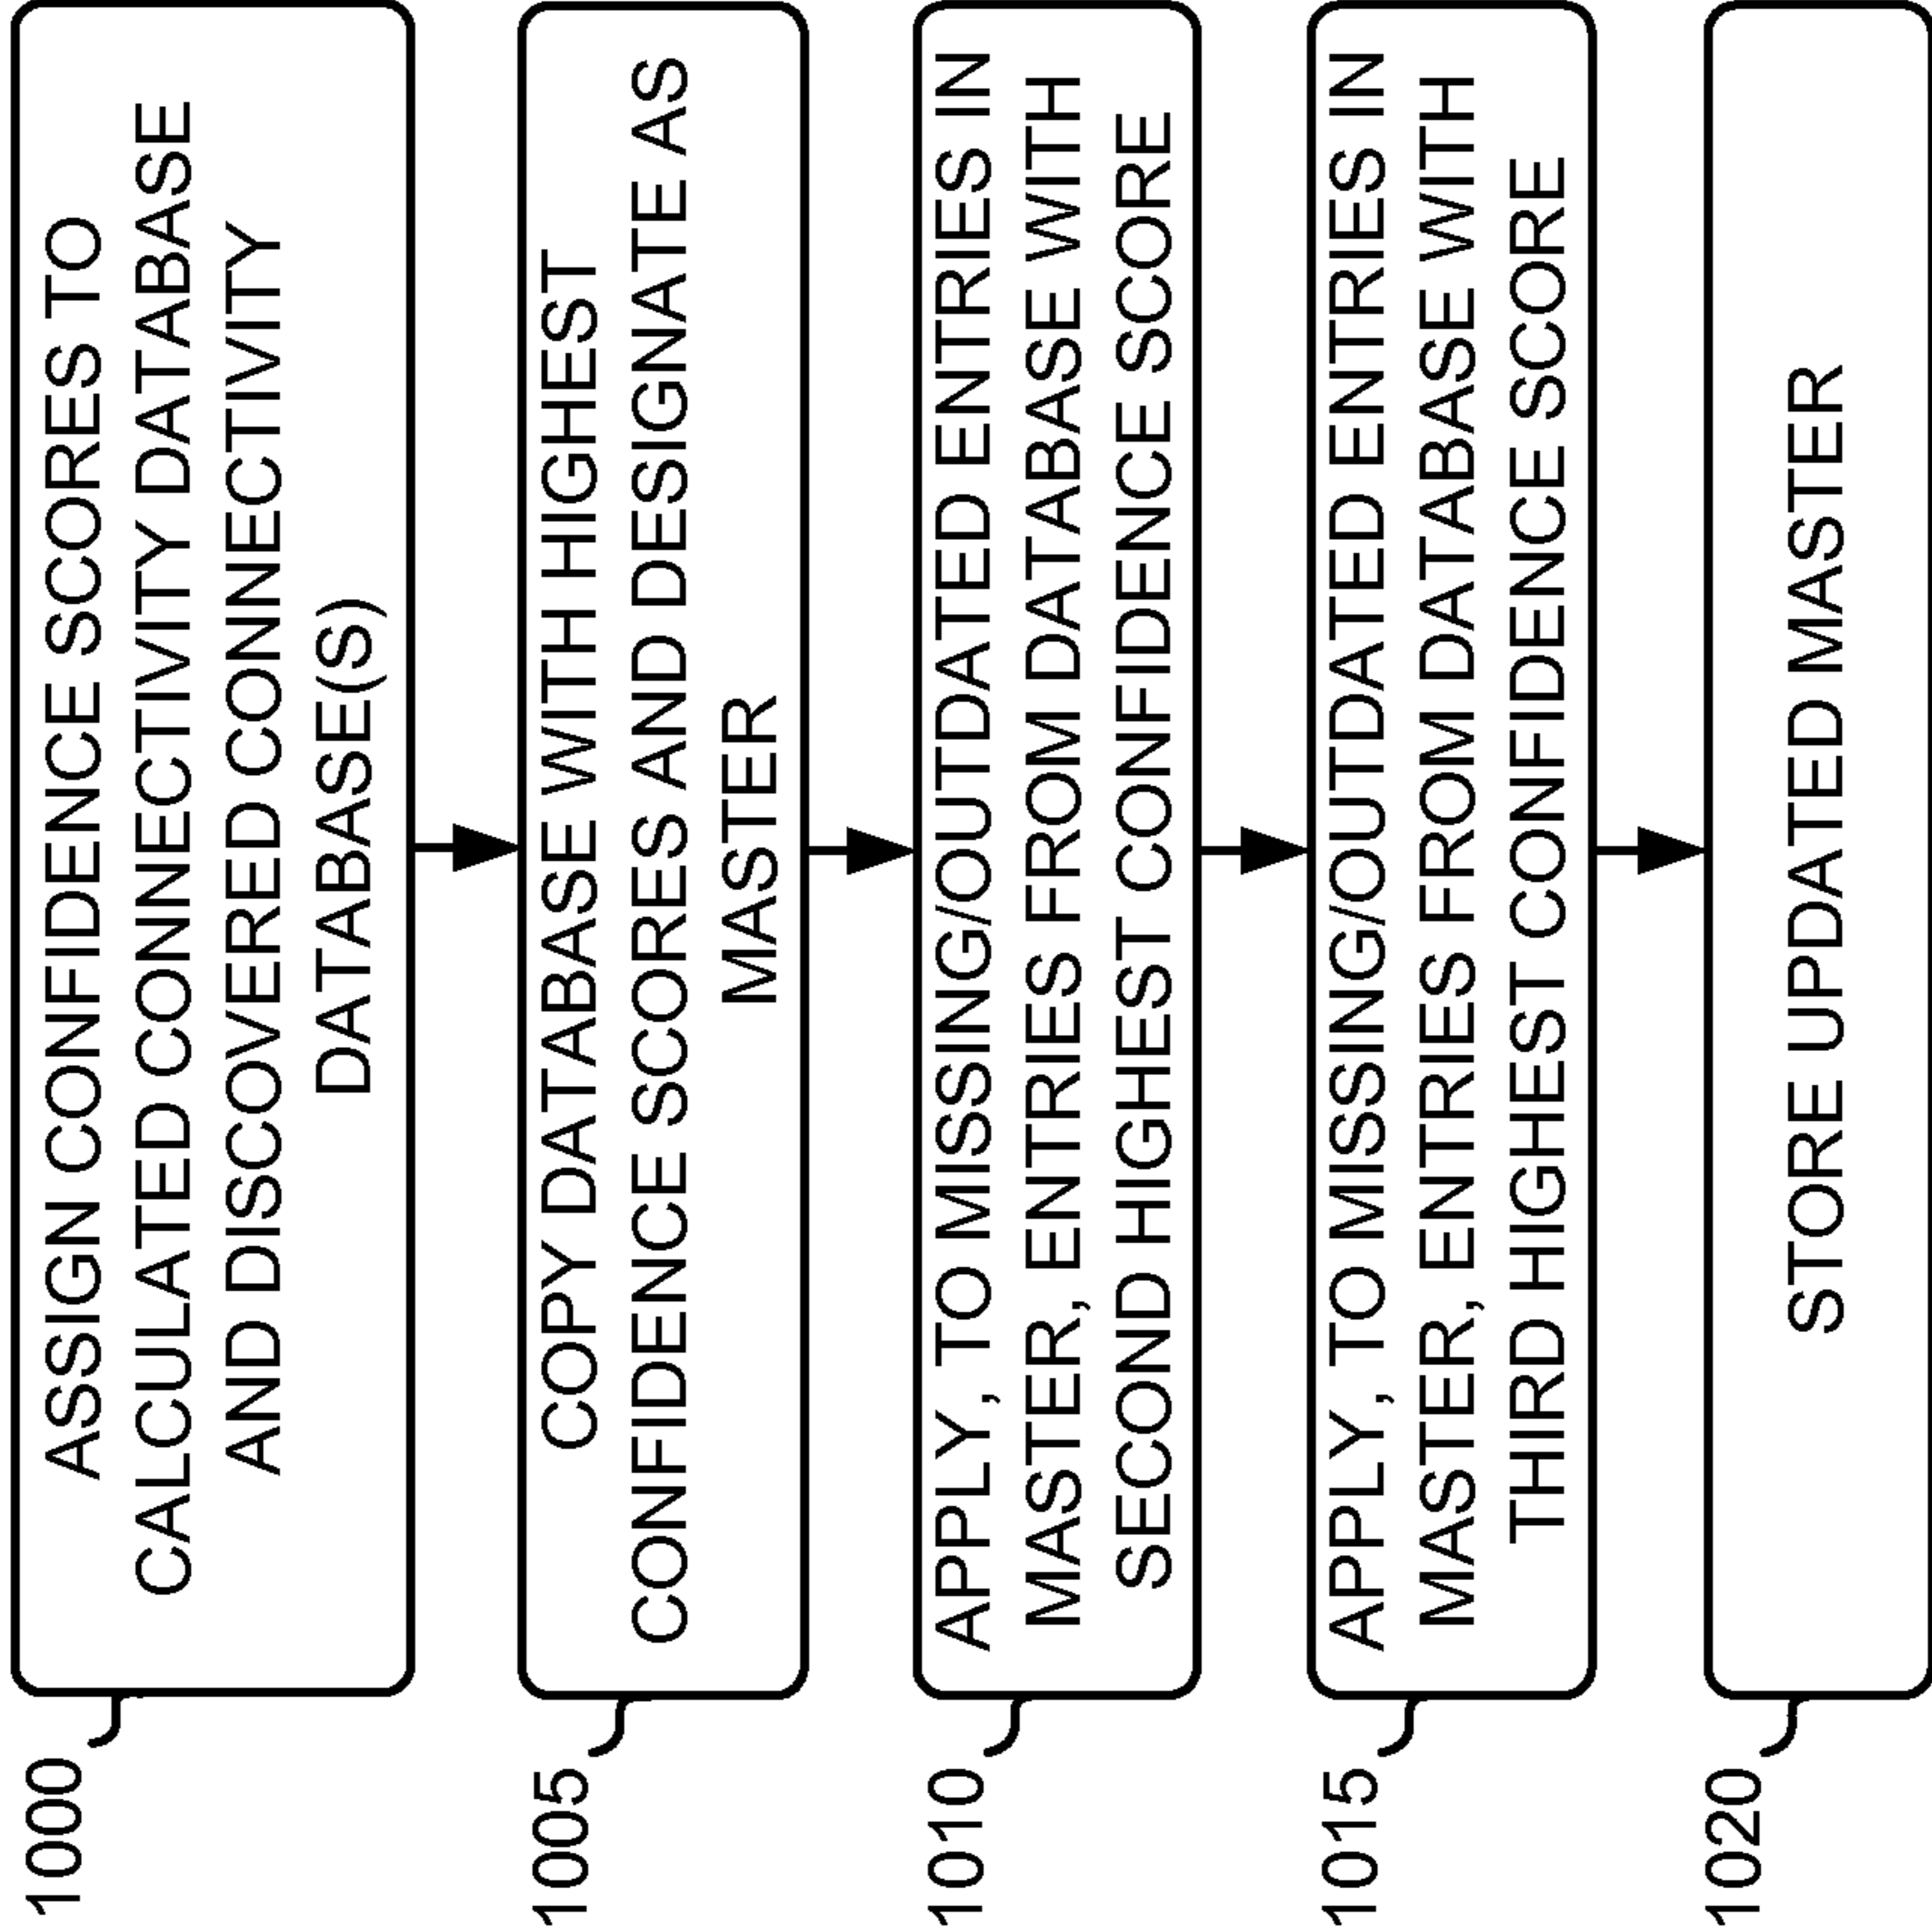 1000
ASSIGN CONFIDENCE SCORES TO
CALCULATED CONNECTIVITY DATABASE
AND DISCOVERED CONNECTIVITY
DATABASE(S)
1005
COPY DATABASE WITH HIGHEST
CONFIDENCE SCORES AND DESIGNATE AS
MASTER
1010
APPLY, TO MISSING/OUTDATED ENTRIES IN
MASTER, ENTRIES FROM DATABASE WITH
SECOND HIGHEST CONFIDENCE SCORE
1015
APPLY, TO MISSING/OUTDATED ENTRIES IN
MASTER, ENTRIES FROM DATABASE WITH
THIRD HIGHEST CONFIDENCE SCORE
1020
STORE UPDATED MASTER